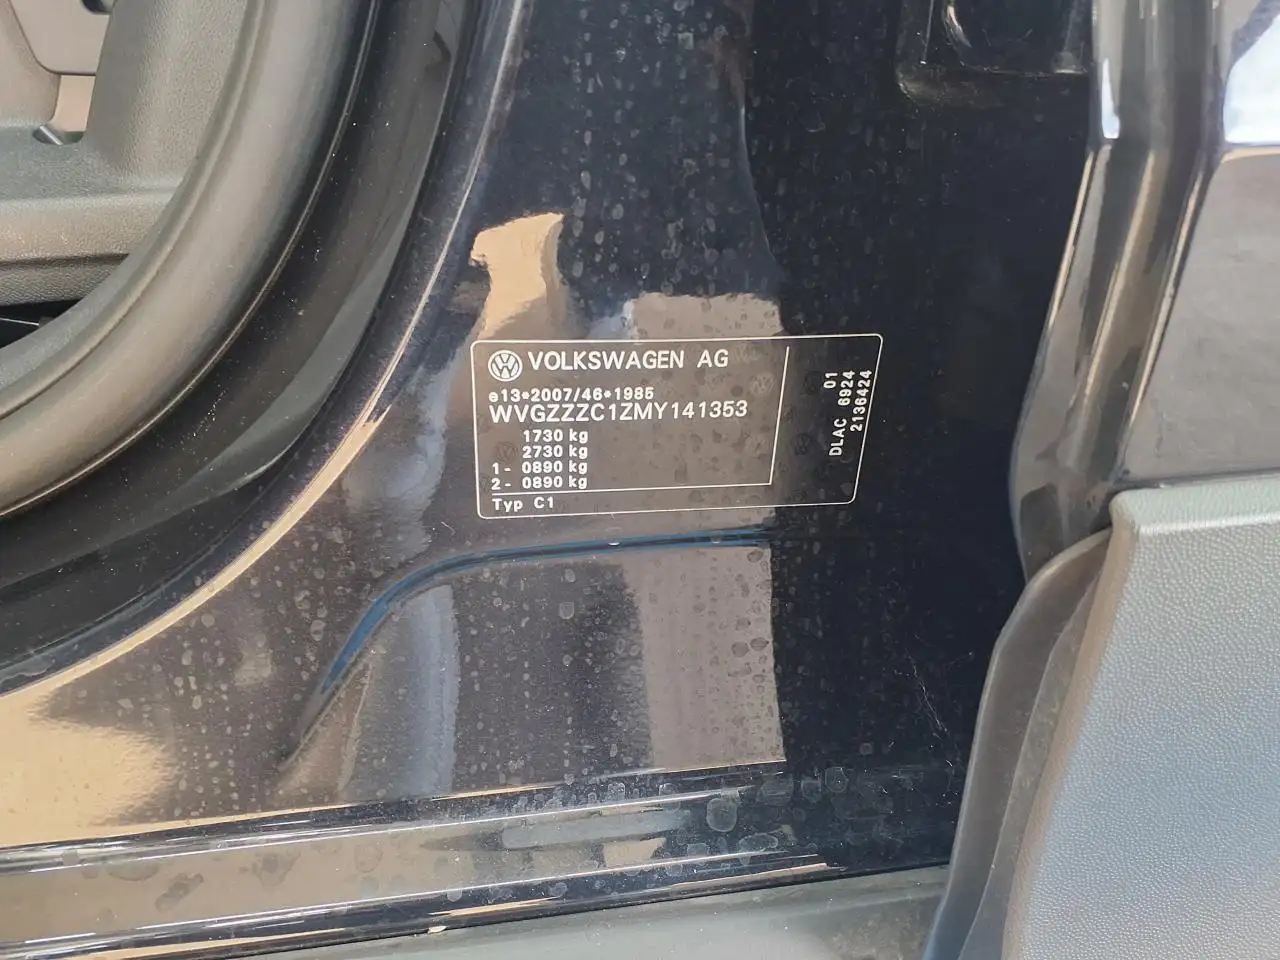 VOLKSWAGEN AG
e13*2007/46*1985
WVGZZZC1ZMY141353
1730 kg
2730 kg
1- 0890 kg
2- 0890 kg
Typ C1
DLAC 6924 01
2136424